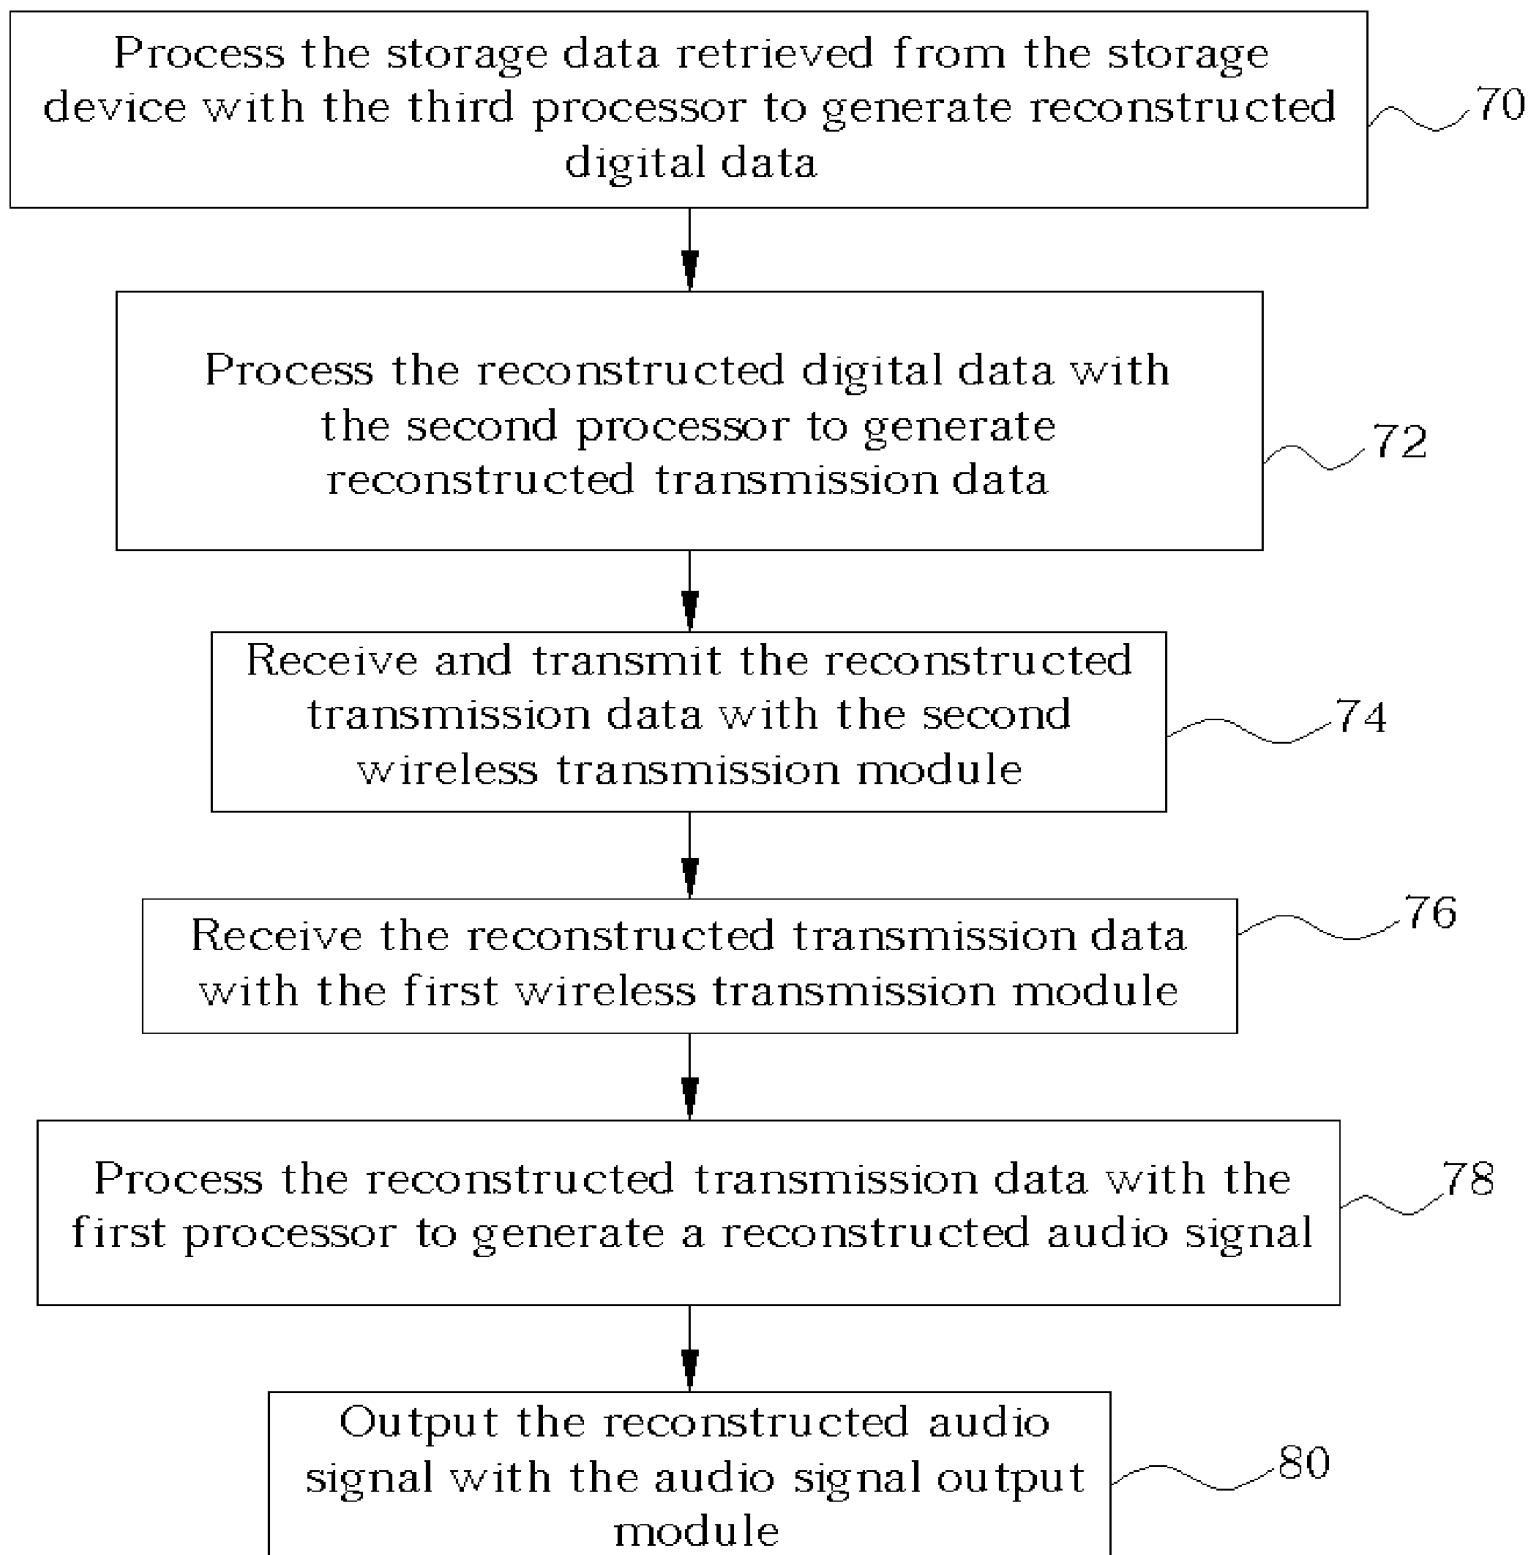 Process the storage data retrieved from the storage
device with the third processor to generate reconstructed
digital data
70
Process the reconstructed digital data with
the second processor to generate
reconstructed transmission data
72
Receive and transmit the reconstructed
transmission data with the second
wireless transmission module
74
Receive the reconstructed transmission data
with the first wireless transmission module
76
Process the reconstructed transmission data with the
first processor to generate a reconstructed audio signal
78
Output the reconstructed audio
signal with the audio signal output
module
80